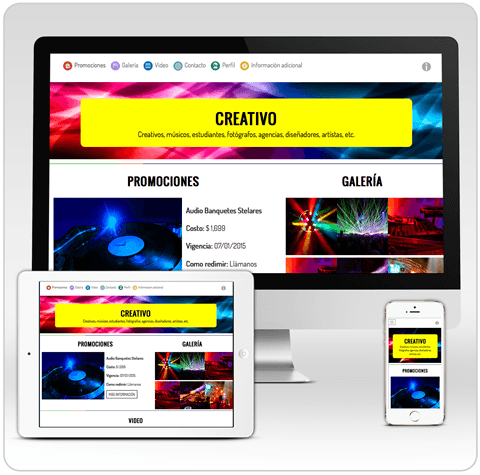 Promociones Galería Video Contacto Perfil Información adicional
CREATIVO
Creativos, músicos, estudiantes, fotógrafos, agencias, diseñadores, artistas, etc.
PROMOCIONES GALERÍA
Audio Banquetes Stelares
Costo: $ 1,699
Vigencia: 07/01/2015
Como redimir: Llámanos
Promociones Galería Video Contacto Perfil Información adicional
CREATIVO
Creativos, músicos, estudiantes, fotógrafos, agencias, diseñadores, artistas, etc.
PROMOCIONES GALERÍA
Audio Banquetes Stelares
Costo: $ 1,699
Vigencia: 07/01/2015
Como redimir: Llámanos
MÁS INFORMACIÓN
VIDEO
CREATIVO
Creativos, músicos, estudiantes,
fotógrafos, agencias, diseñadores,
artistas, etc.
PROMOCIONES